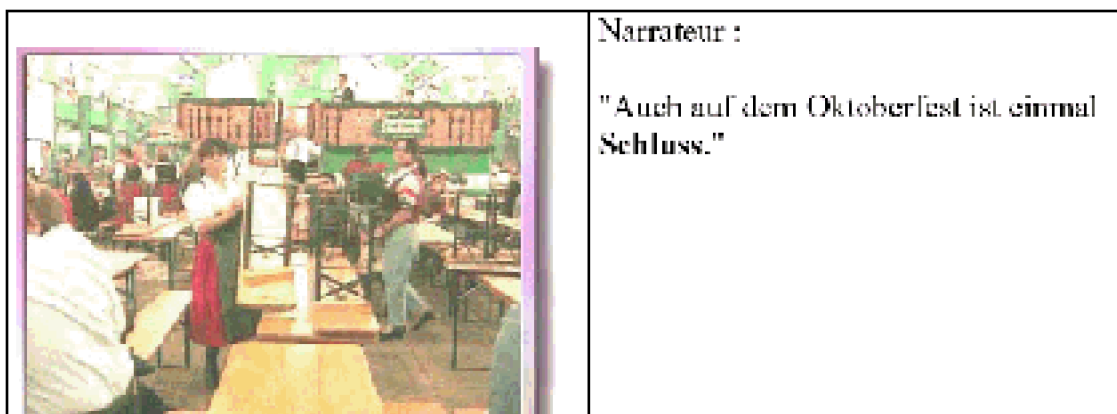 Narrateur :
"Auch auf dem Oktoberfest ist einmal
Schluss."